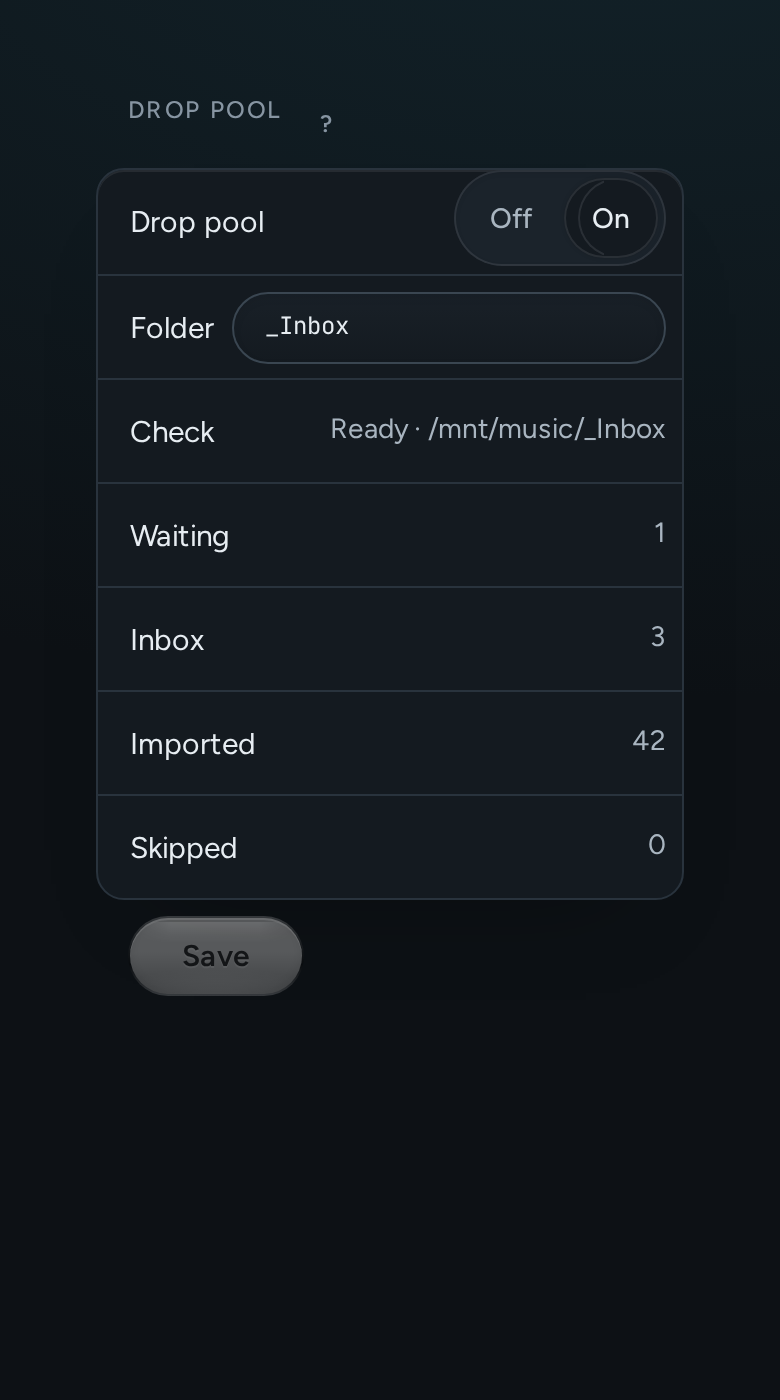 DROP POOL ?
Drop pool Off On
Folder _Inbox
Check Ready · /mnt/music/_Inbox
Waiting 1
Inbox 3
Imported 42
Skipped 0
Save